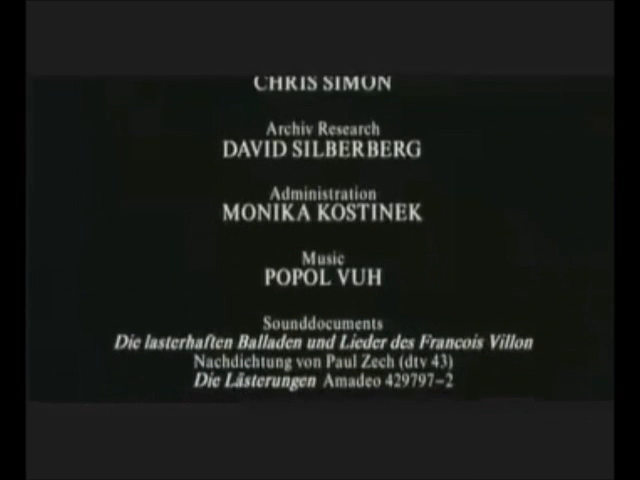 CHRIS SIMON
Archiv Research
DAVID SILBERBERG
Administration
MONIKA KOSTINEK
Music
POPOL VUH
Sounddocuments
Die lasterhaften Balladen und Lieder des Francois Villon
Nachdichtung von Paul Zech (dtv 43)
Die Lästerungen Amadeo 429797-2